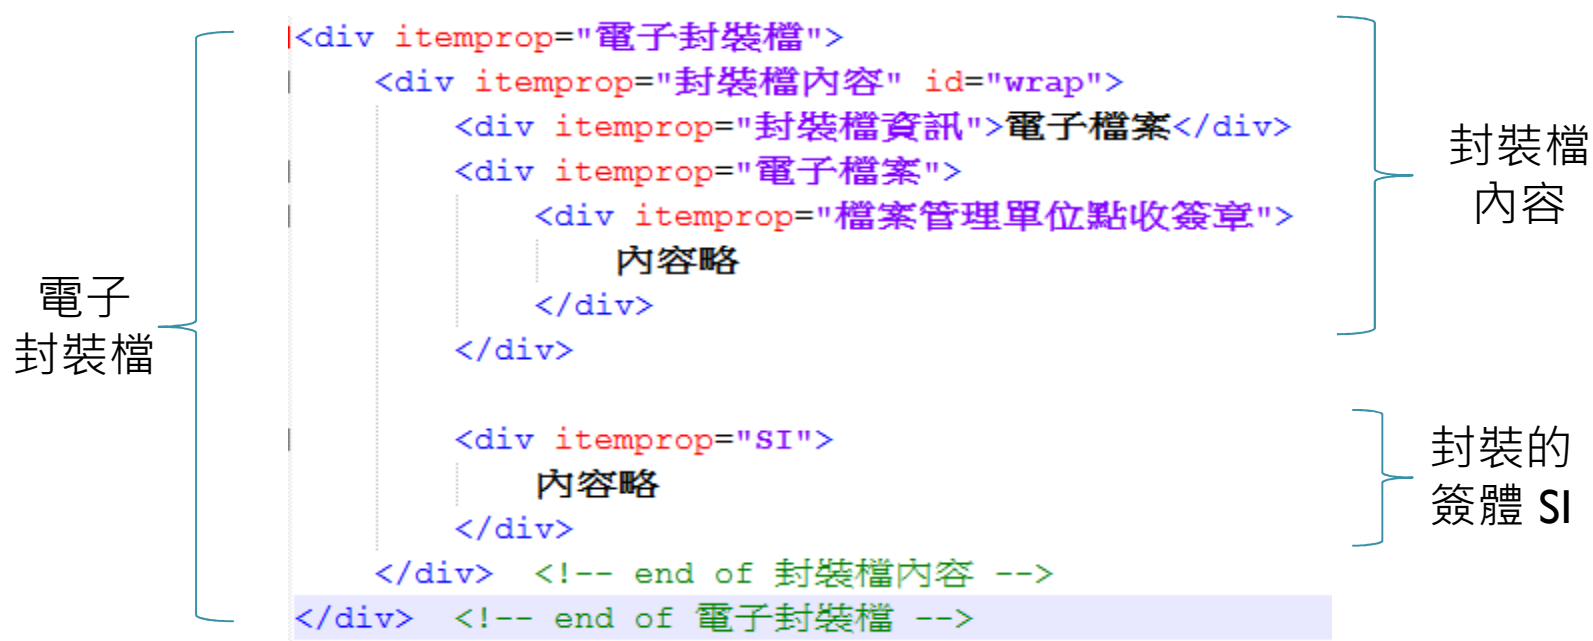 <div itemprop="電子封裝檔">
<div itemprop="封裝檔內容" id="wrap">
<div itemprop="封裝檔資訊">電子檔案</div>
<div itemprop="電子檔案">
<div itemprop="檔案管理單位點收簽章">
內容略
</div>
</div>
<div itemprop="SI">
內容略
</div>
</div> <!-- end of 封裝檔內容 -->
</div> <!-- end of 電子封裝檔 -->
電子
封裝檔
封裝檔
內容
封裝的
簽體 SI